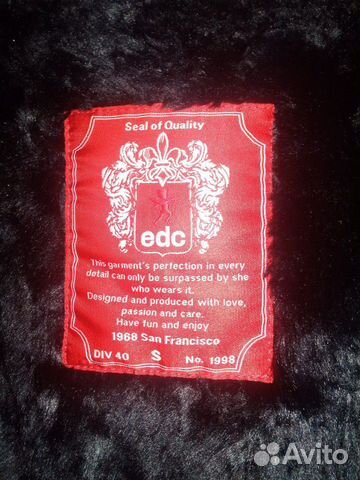 Seal of Quality
edc
This garment's perfection in every
detail can only be surpassed by she
who wears it.
Designed and produced with love,
passion and care.
Have fun and enjoy
1968 San Francisco
DIV 40 S No. 1998
Avito